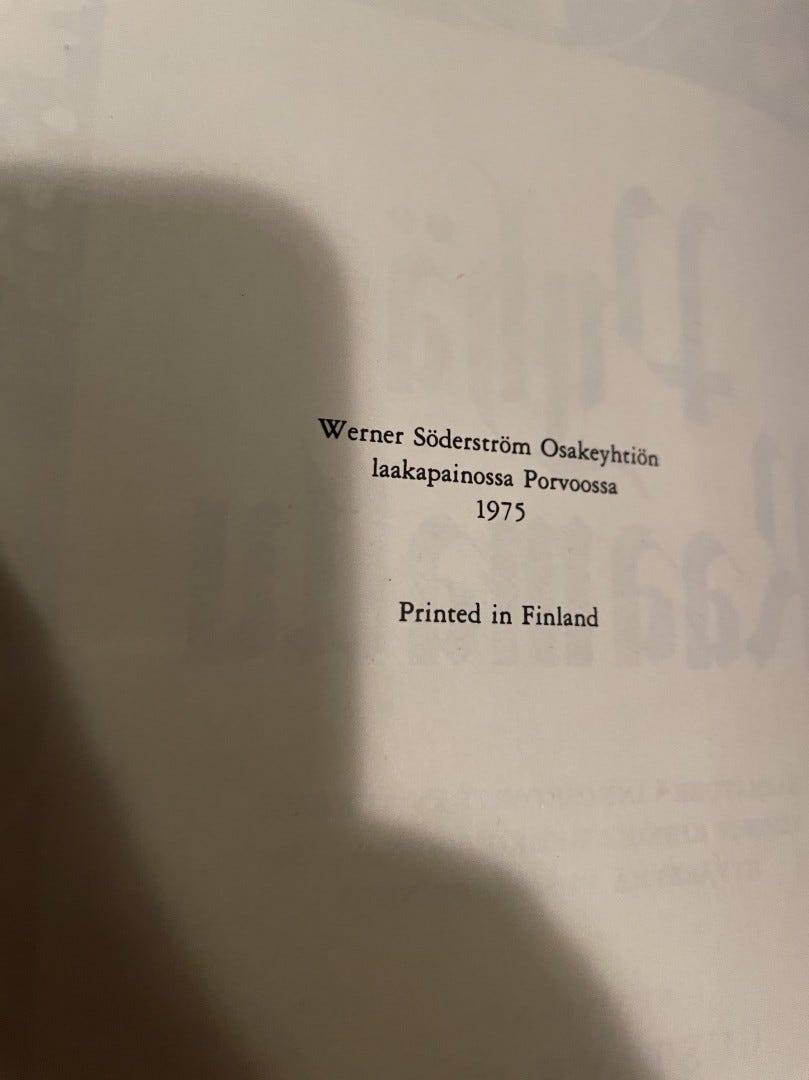 Werner Söderström Osakeyhtiön
laakapainossa Porvoossa
1975
Printed in Finland